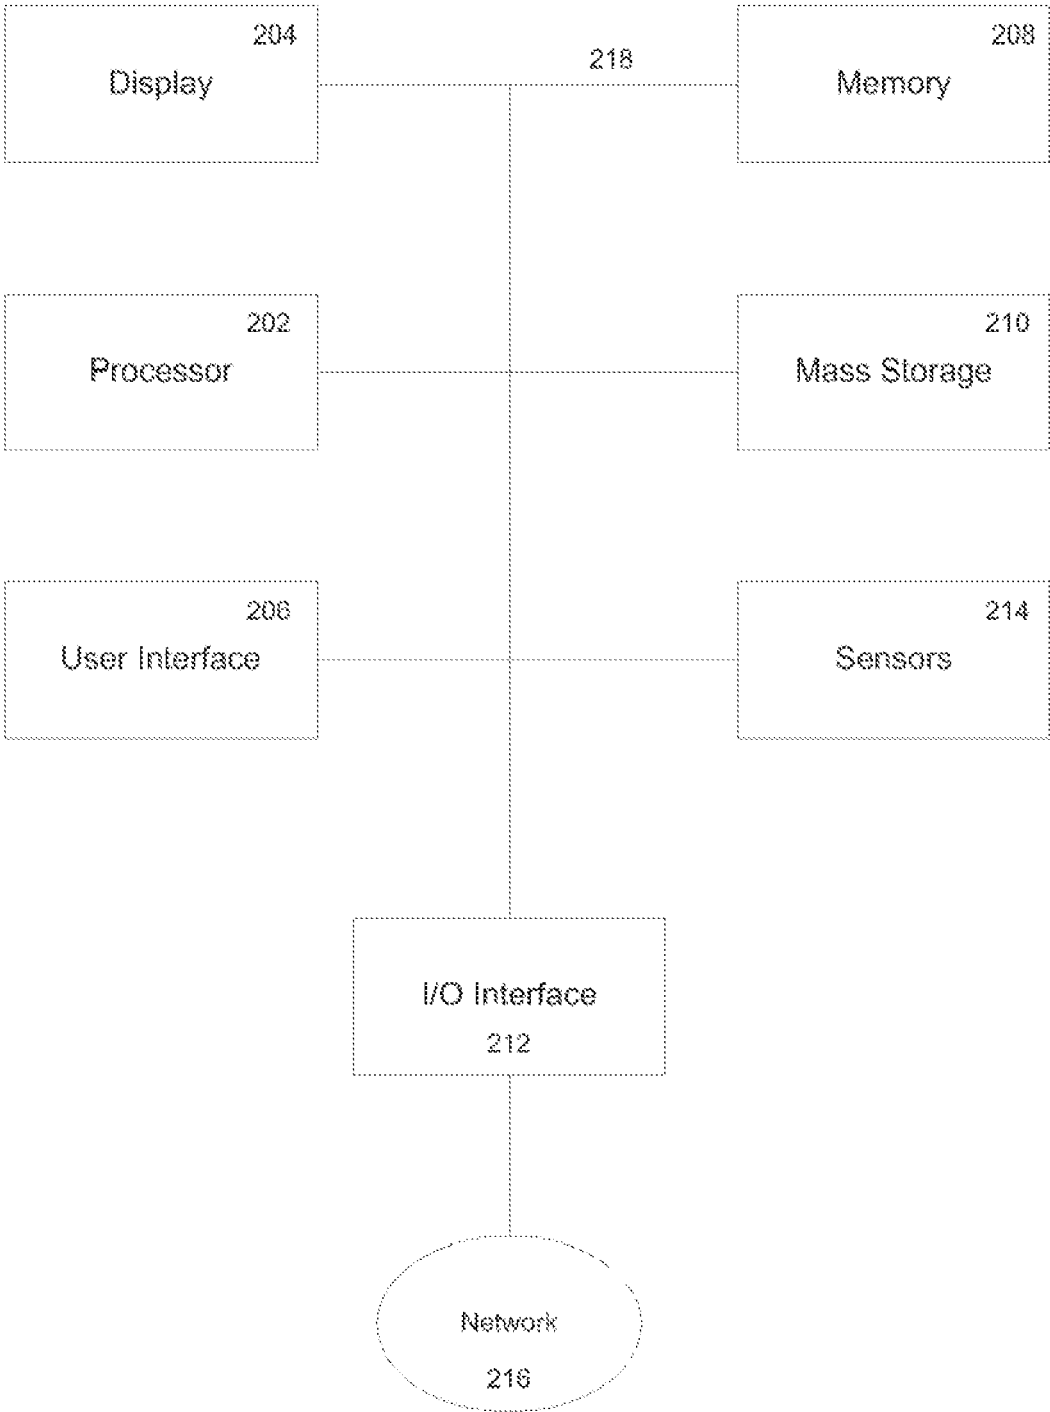 204
Display
218
208
Memory
202
Processor
210
Mass Storage
206
User Interface
214
Sensors
I/O Interface
212
Network
216